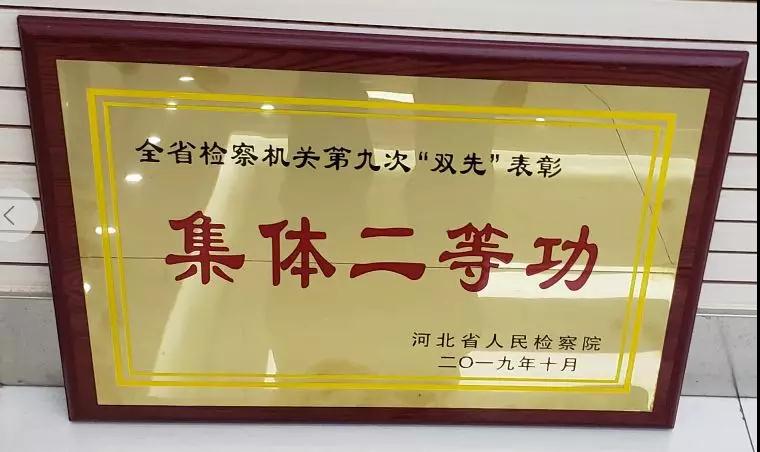 全省检察机关第九次“双先”表彰
集体二等功
河北省人民检察院
二〇一九年十月